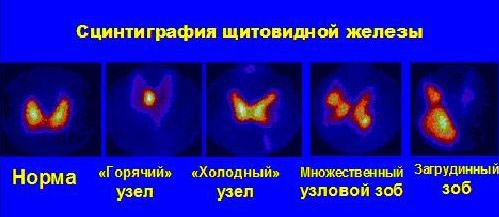 Сцинтиграфия щитовидной железы
Норма
«Горячий»
узел
«Холодный»
узел
Множественный
узловой зоб
Загрудинный
зоб